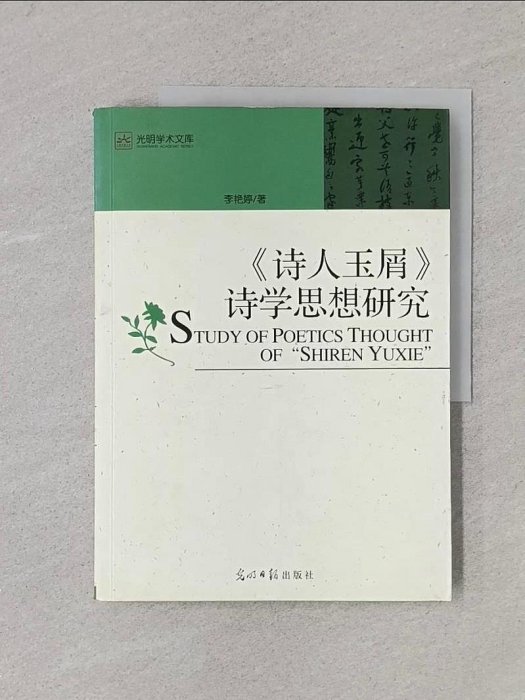 光明学术文库
李艳婷/著
《诗人玉屑》
诗学思想研究
STUDY OF POETICS THOUGHT
OF “SHIREN YUXIE”
光明日报出版社